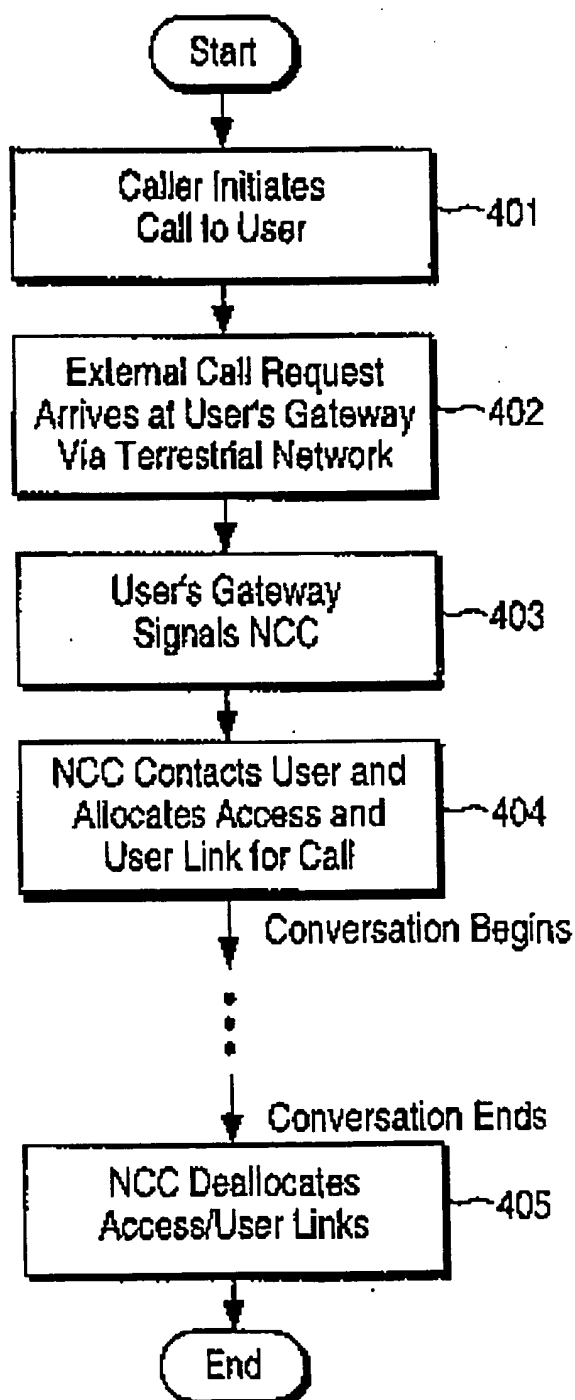 Start
Caller Initiates
Call to User
401
External Call Request
Arrives at User's Gateway
Via Terrestrial Network
402
User's Gateway
Signals NCC
403
NCC Contacts User and
Allocates Access and
User Link for Call
404
Conversation Begins
Conversation Ends
NCC Deallocates
Access/User Links
405
End